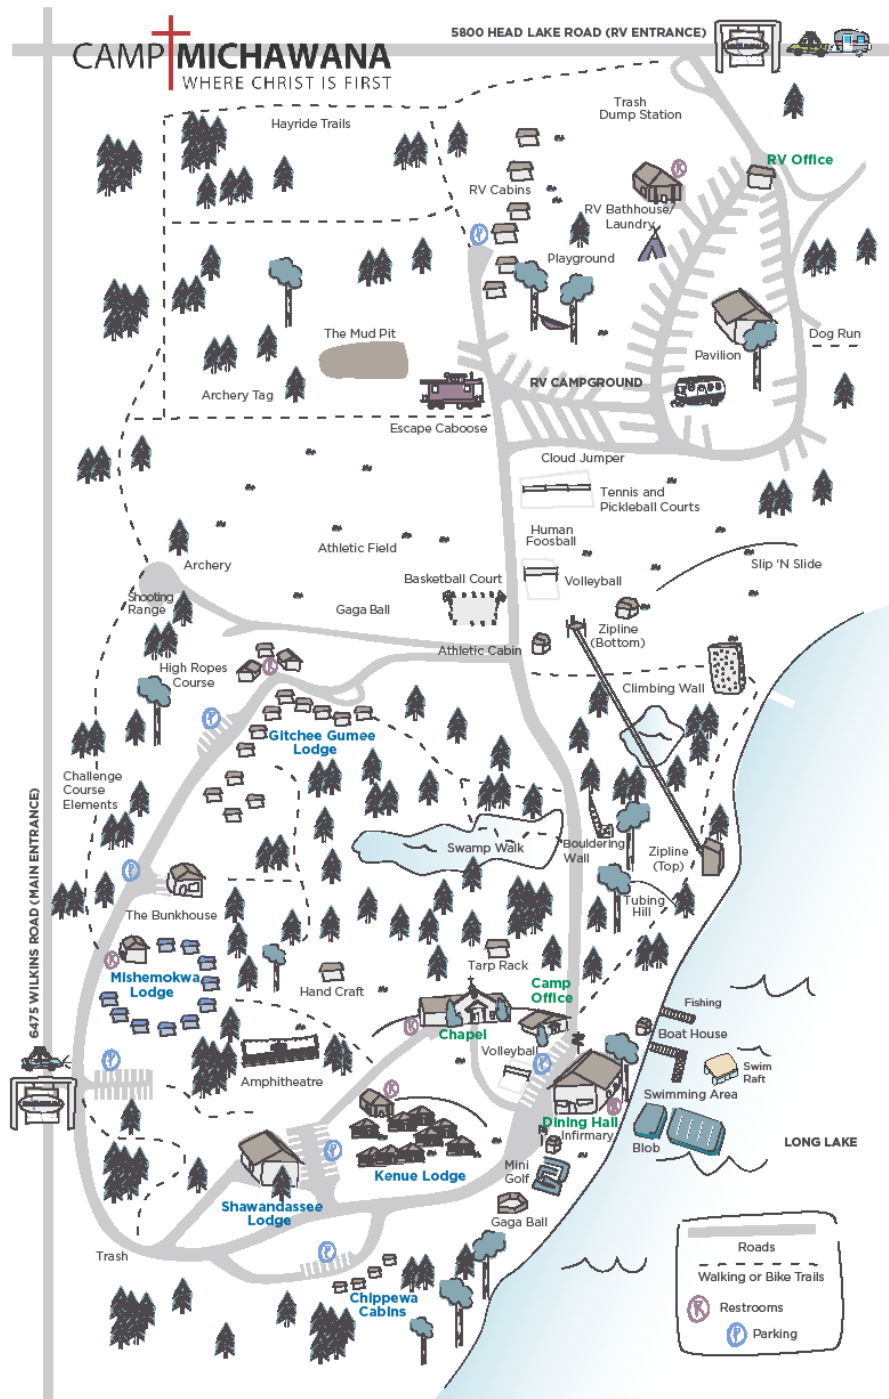 5800 HEAD LAKE ROAD (RV ENTRANCE)
CAMP MICHAWANA
WHERE CHRIST IS FIRST
Trash
Dump Station
Hayride Trails
RV Office
RV Cabins
RV Bathhouse/
Laundry
Playground
The Mud Pit
Dog Run
Pavilion
RV CAMPGROUND
Archery Tag
Escape Caboose
Cloud Jumper
Tennis and
Pickleball Courts
Human
Foosball
Athletic Field
Archery
Slip 'N Slide
Basketball Court
Volleyball
Shooting
Range
Gaga Ball
Zipline
(Bottom)
Athletic Cabin
High Ropes
Course
Climbing Wall
Gitchee Gumee
Lodge
Challenge
Course
Elements
6475 WILKINS ROAD (MAIN ENTRANCE)
Swamp Walk
Bouldering
Wall
Zipline
(Top)
The Bunkhouse
Tubing
Hill
Tarp Rack
Mishemokwa
Lodge
Hand Craft
Camp
Office
Fishing
Chapel
Boat House
Volleyball
Swim
Raft
Amphitheatre
Swimming Area
Dining Hall
Infirmary
Blob
LONG LAKE
Kenue Lodge
Mini
Golf
Shawandassee
Lodge
Gaga Ball
Trash
Roads
Walking or Bike Trails
Chippewa
Cabins
R Restrooms
P Parking